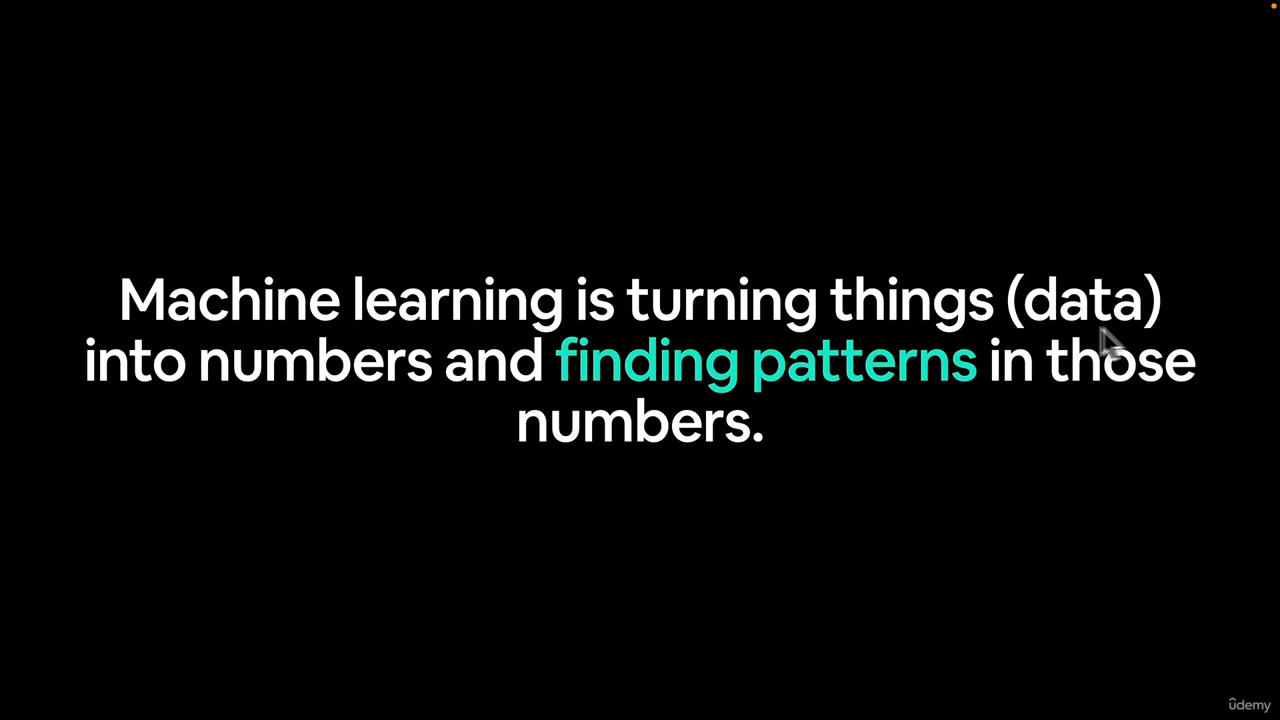 Machine learning is turning things (data)
into numbers and finding patterns in those
numbers.
ûdemy